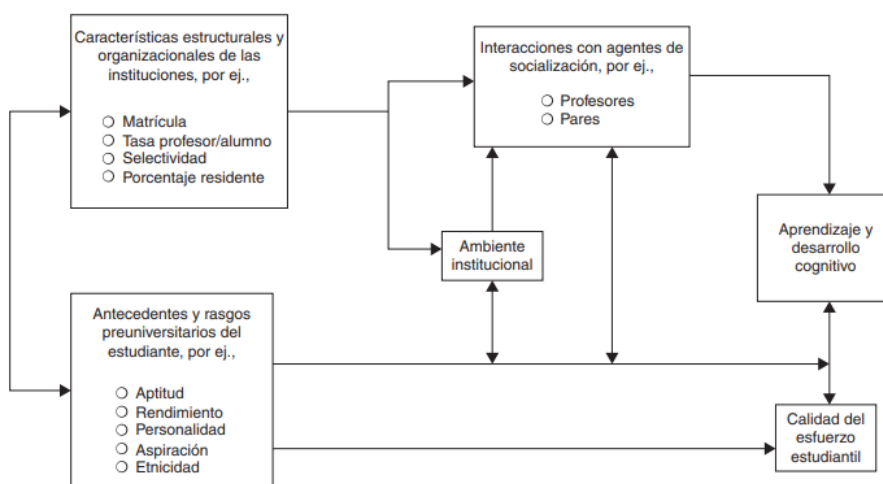 Características estructurales y
organizacionales de las
instituciones, por ej.,
Matrícula
Tasa profesor/alumno
Selectividad
Porcentaje residente
Interacciones con agentes de
socialización, por ej.,
Profesores
Pares
Ambiente
institucional
Aprendizaje y
desarrollo
cognitivo
Antecedentes y rasgos
preuniversitarios del
estudiante, por ej.,
Aptitud
Rendimiento
Personalidad
Aspiración
Etnicidad
Calidad del
esfuerzo
estudiantil